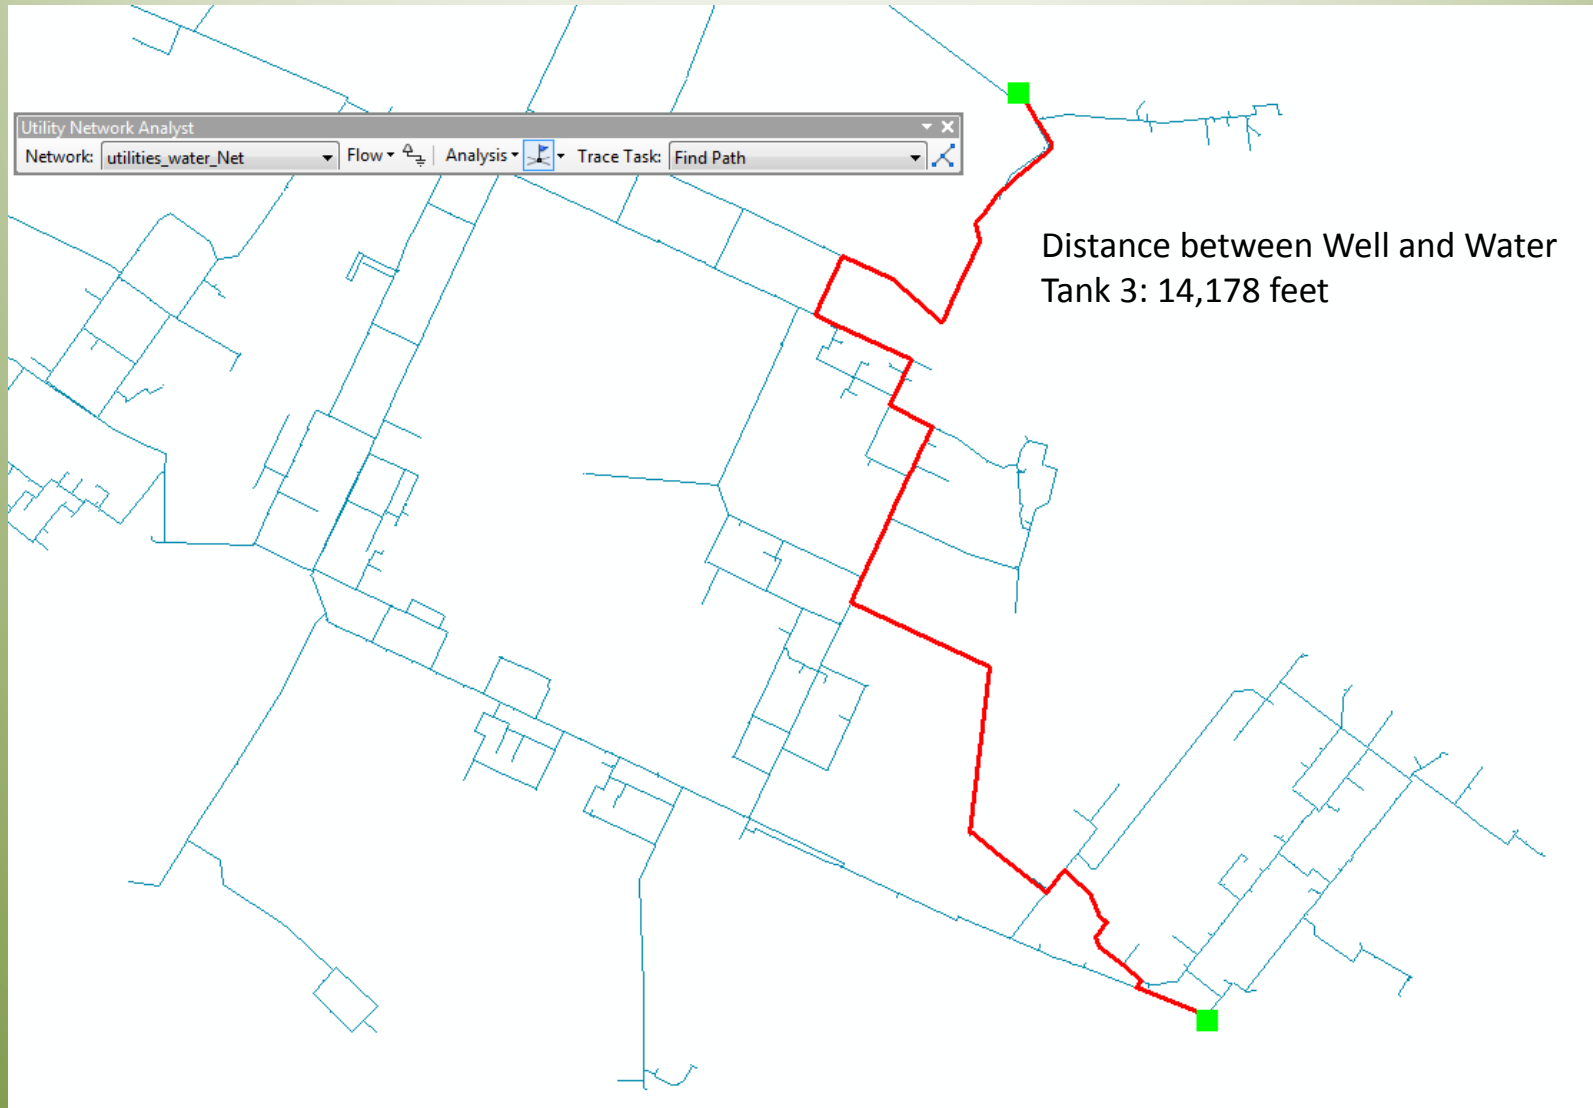 Utility Network Analyst
Network: utilities_water_Net Flow Analysis Trace Task: Find Path
Distance between Well and Water
Tank 3: 14,178 feet